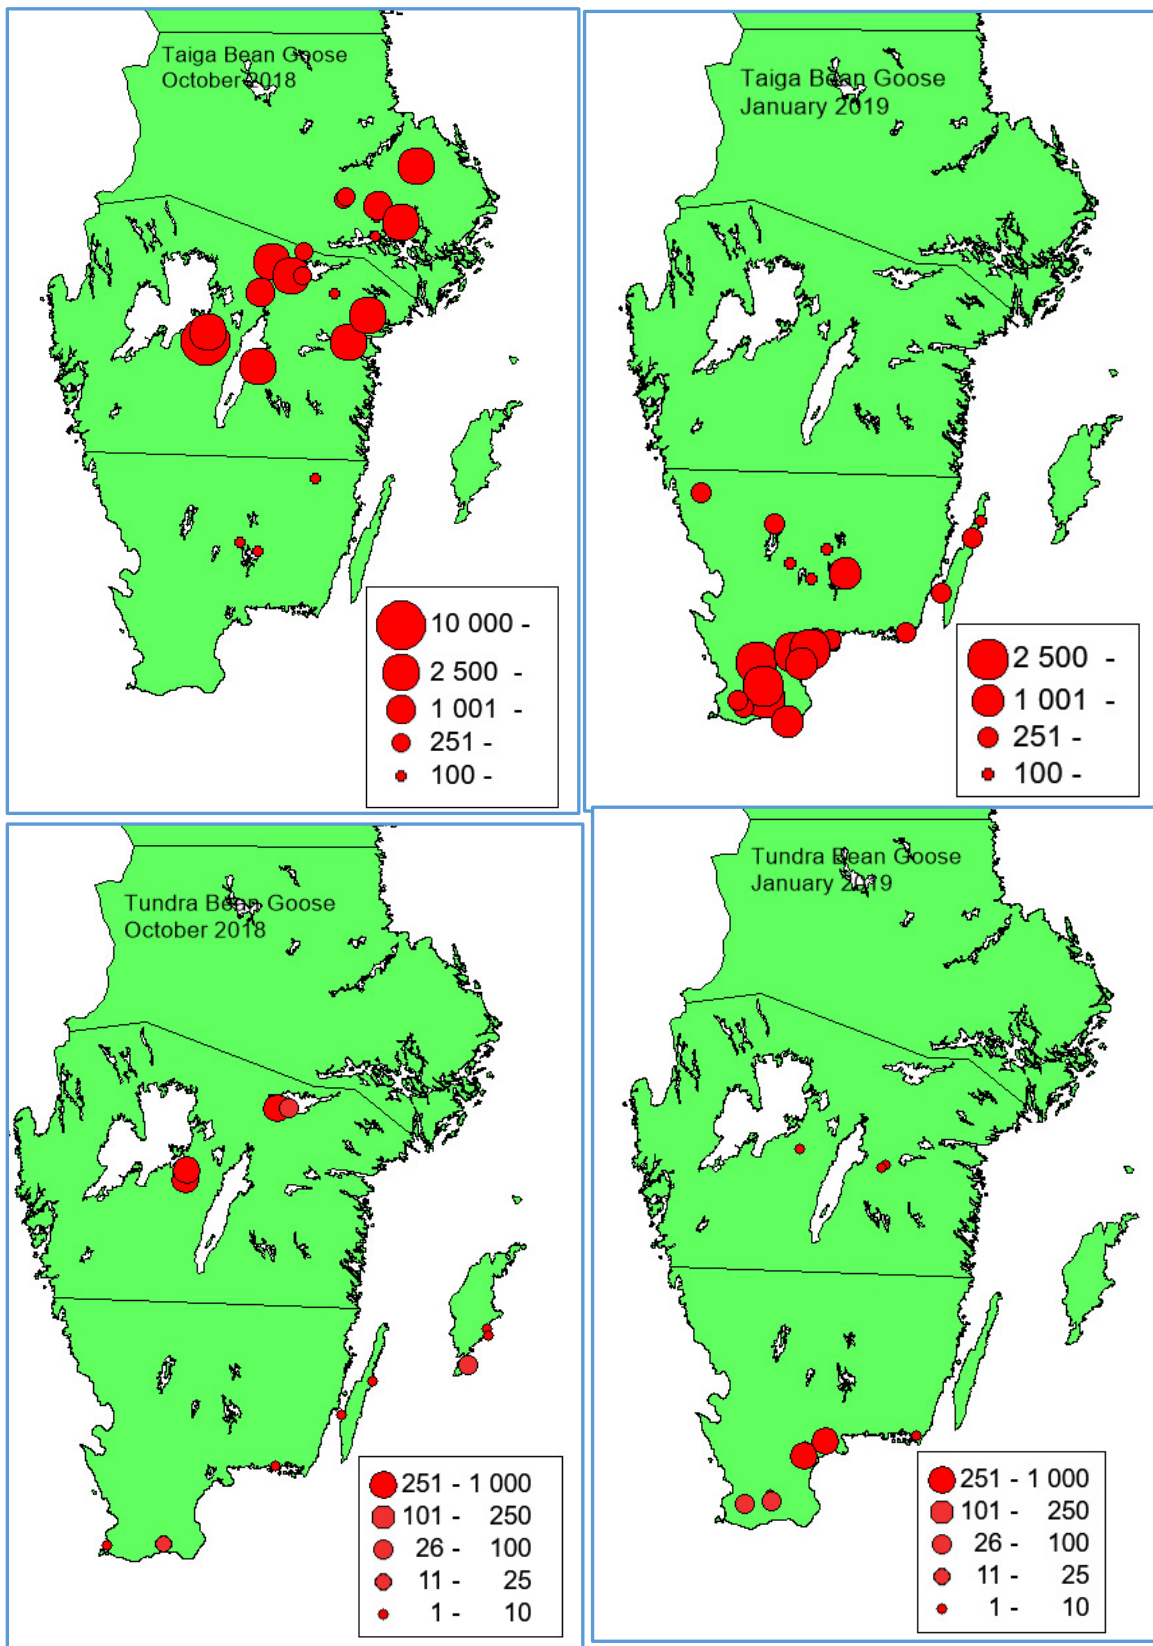 Taiga Bean Goose
October 2018
10 000 -
2 500 -
1 001 -
251 -
100 -
Taiga Bean Goose
January 2019
2 500 -
1 001 -
251 -
100 -
Tundra Bean Goose
October 2018
251 - 1 000
101 - 250
26 - 100
11 - 25
1 - 10
Tundra Bean Goose
January 2019
251 - 1 000
101 - 250
26 - 100
11 - 25
1 - 10